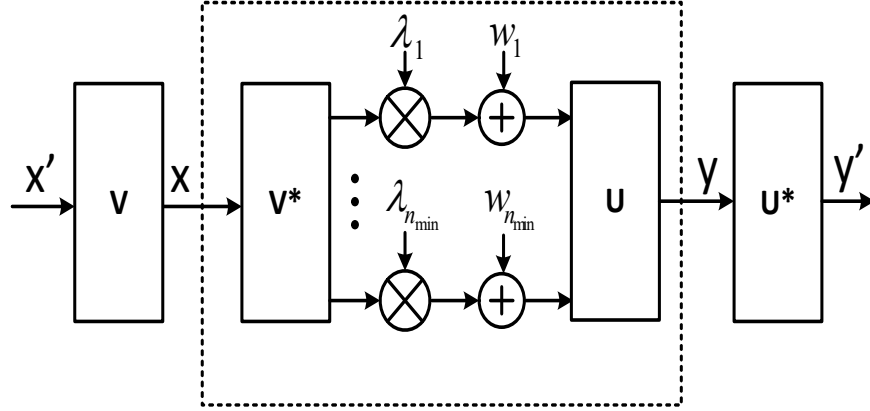 λ₁ w₁
x' V x V* λₙₘᵢₙ wₙₘᵢₙ U y U* y'